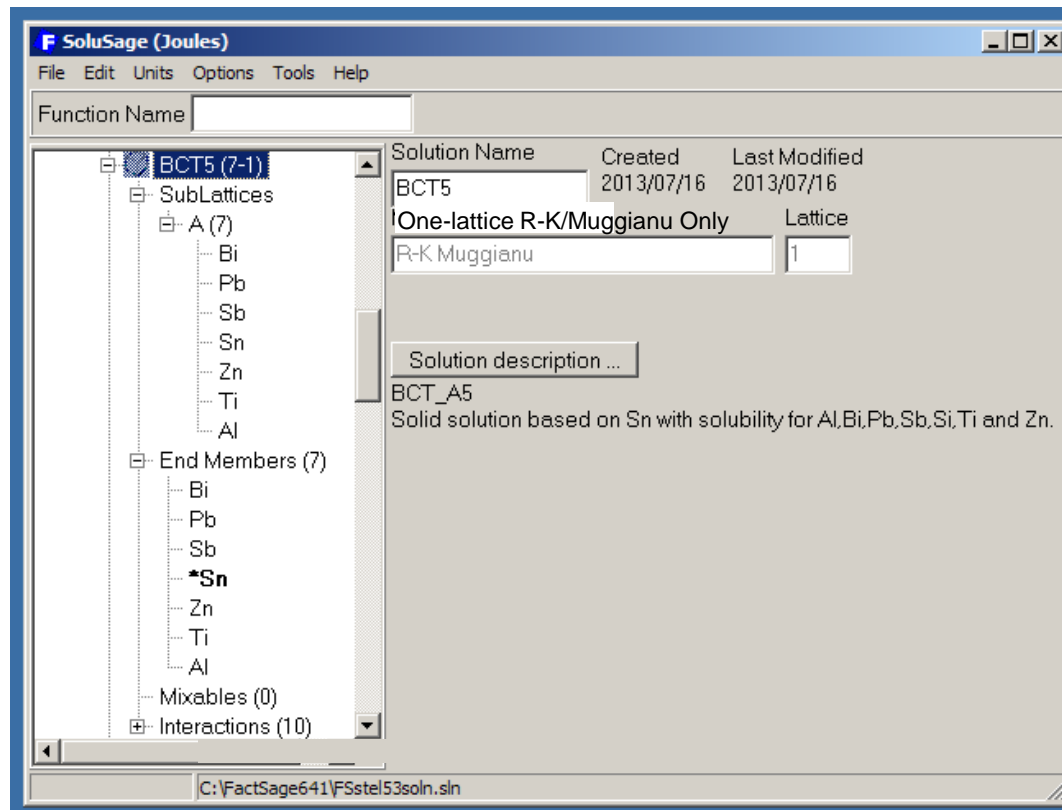 SoluSage (Joules)
File Edit Units Options Tools Help
Function Name
BCT5 (7-1)
SubLattices
A (7)
Bi
Pb
Sb
Sn
Zn
Ti
Al
End Members (7)
Bi
Pb
Sb
*Sn
Zn
Ti
Al
Mixables (0)
Interactions (10)
Solution Name Created Last Modified
BCT5 2013/07/16 2013/07/16
One-lattice R-K/Muggianu Only Lattice
R-K Muggianu 1
Solution description ...
BCT_A5
Solid solution based on Sn with solubility for Al,Bi,Pb,Sb,Si,Ti and Zn.
C:\FactSage641\FSstel53soln.sln